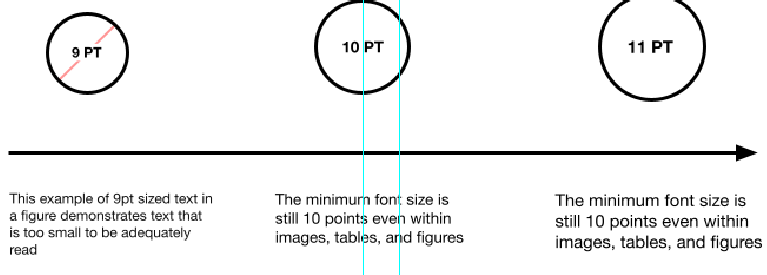 9 PT
10 PT
11 PT
This example of 9pt sized text in
a figure demonstrates text that
is too small to be adequately
read
The minimum font size is
still 10 points even within
images, tables, and figures
The minimum font size is
still 10 points even within
images, tables, and figures